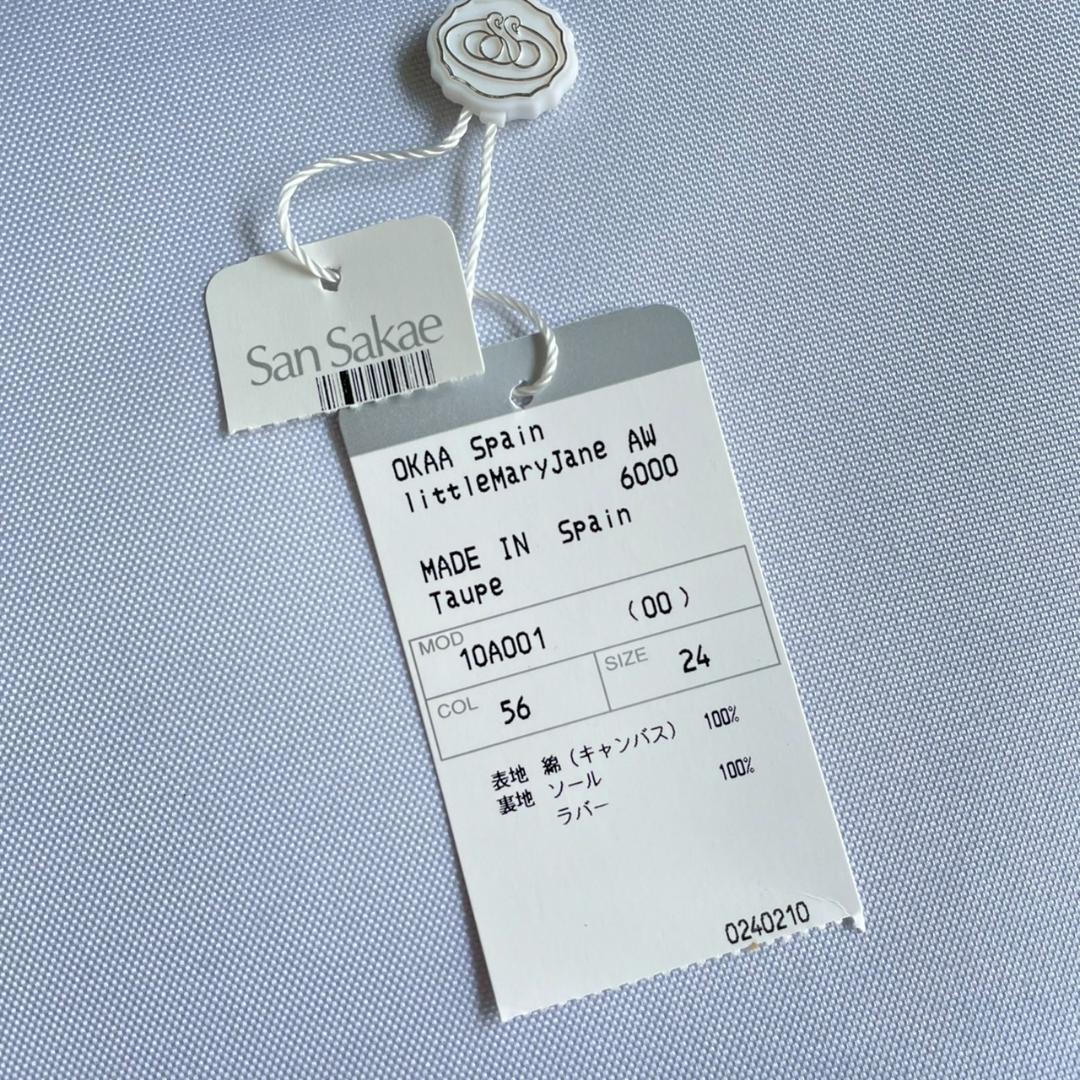 San Sakae
OKAA Spain
littleMaryJane AW
6000
MADE IN Spain
Taupe
(00)
MOD 10A001
COL 56 SIZE 24
表地 綿(キャンバス) 100%
裏地 ソール
ラバー 100%
0240210